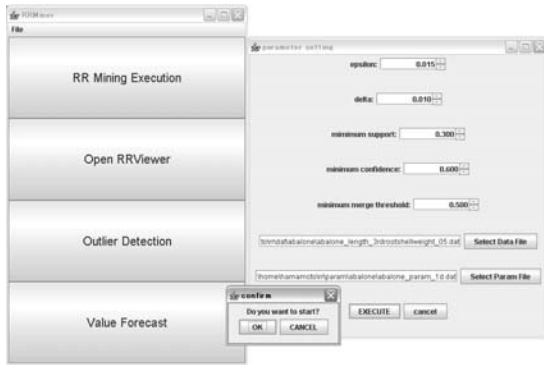 RRMiner
File
RR Mining Execution
Open RRViewer
Outlier Detection
Value Forecast
parameter setting
epsilon: 0.015
delta: 0.010
mimimum support: 0.300
minimum confidence: 0.600
minimum merge threshold: 0.500
Select Data File
Select Param File
EXECUTE cancel
confirm
Do you want to start?
OK CANCEL